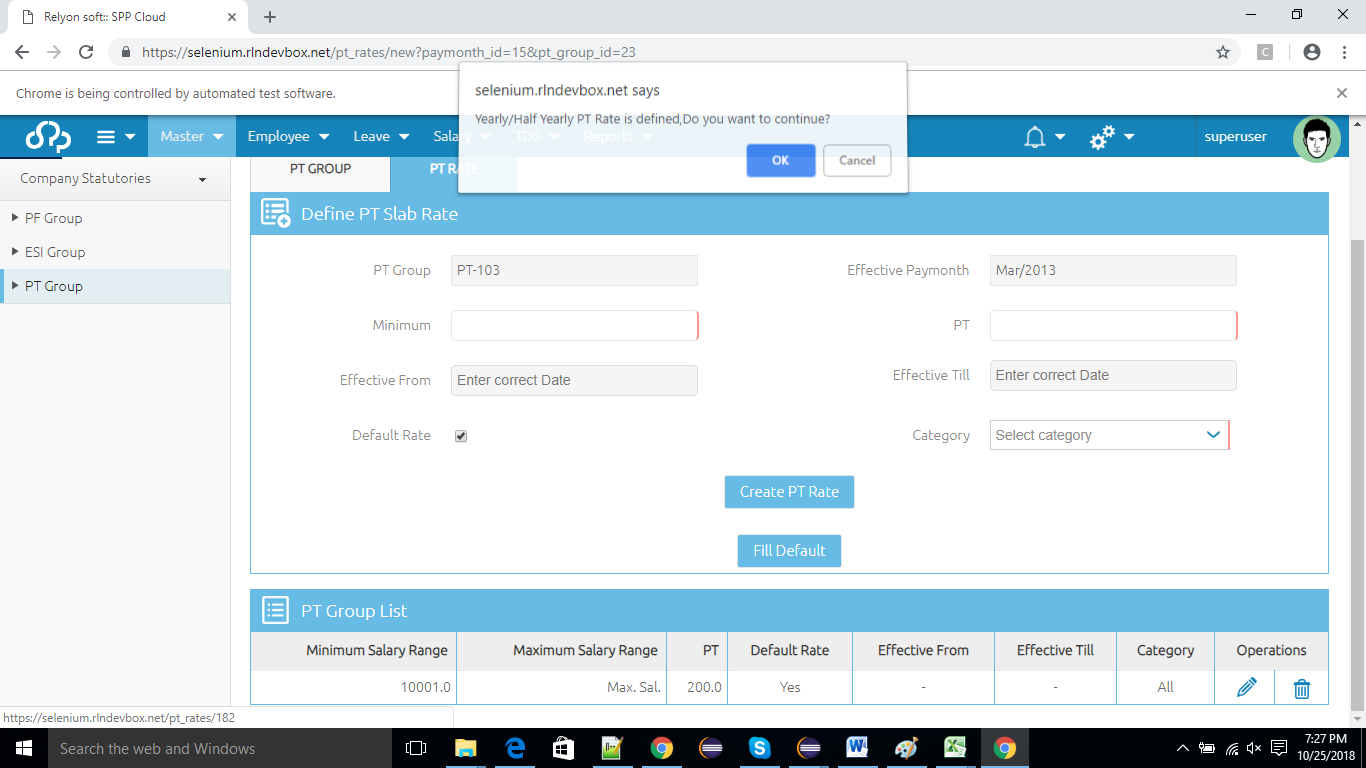 Relyon soft:: SPP Cloud
https://selenium.rlndevbox.net/pt_rates/new?paymonth_id=15&pt_group_id=23
C
Chrome is being controlled by automated test software.
selenium.rlndevbox.net says
Yearly/Half Yearly PT Rate is defined,Do you want to continue?
OK
Cancel
Master
Employee
Leave
Salary
TDS
Reports
superuser
Company Statutories
PF Group
ESI Group
PT Group
PT GROUP
PT RATE
Define PT Slab Rate
PT Group
PT-103
Effective Paymonth
Mar/2013
Minimum
PT
Effective From
Enter correct Date
Effective Till
Enter correct Date
Default Rate
Category
Select category
Create PT Rate
Fill Default
PT Group List
Minimum Salary Range
Maximum Salary Range
PT
Default Rate
Effective From
Effective Till
Category
Operations
10001.0
Max. Sal.
200.0
Yes
-
-
All
https://selenium.rlndevbox.net/pt_rates/182
Search the web and Windows
7:27 PM
10/25/2018